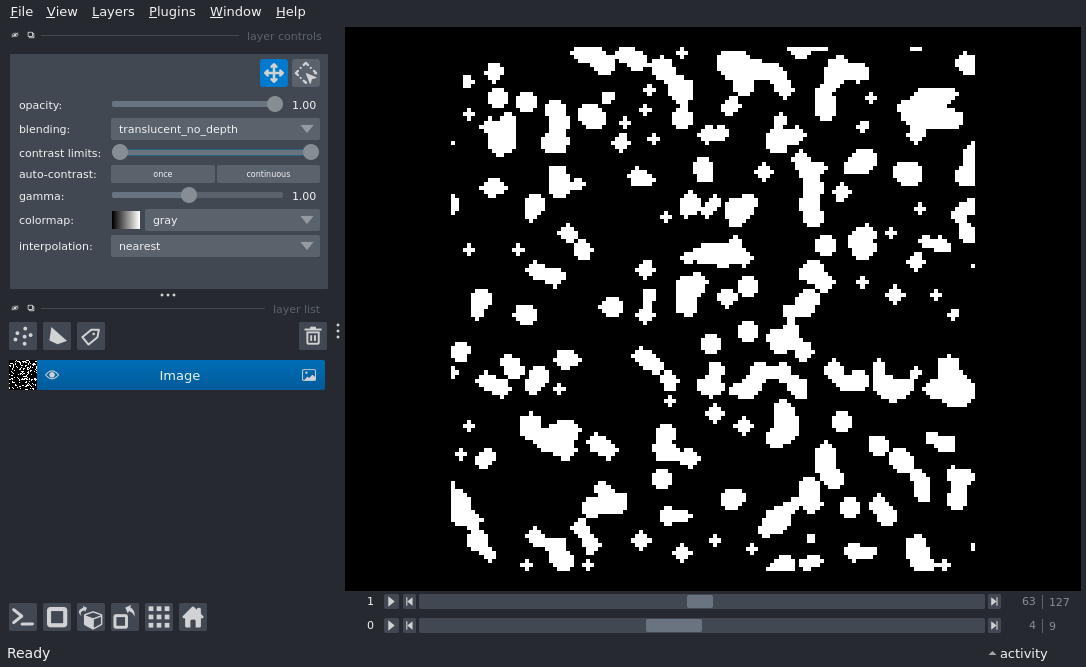 File View Layers Plugins Window Help
layer controls
opacity: 1.00
blending: translucent_no_depth
contrast limits:
auto-contrast: once continuous
gamma: 1.00
colormap: gray
interpolation: nearest
layer list
Image
1 63 127
0 4 9
Ready activity